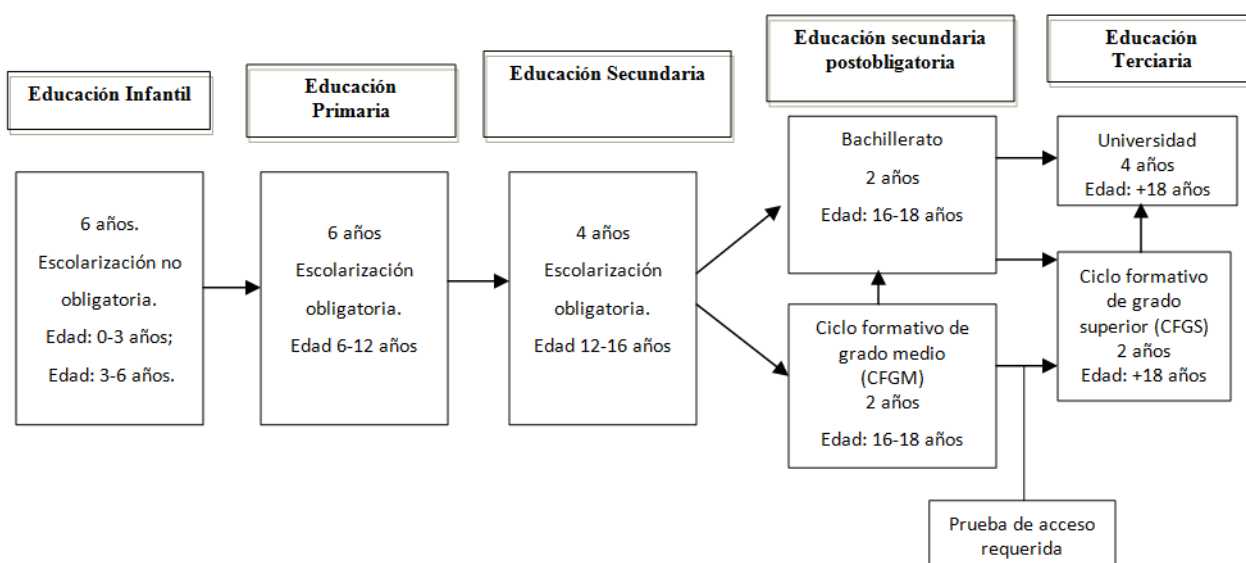 Educación Infantil
Educación
Primaria
Educación Secundaria
Educación secundaria
postobligatoria
Educación
Terciaria
6 años.
Escolarización no
obligatoria.
Edad: 0-3 años;
Edad: 3-6 años.
6 años
Escolarización
obligatoria.
Edad 6-12 años
4 años
Escolarización
obligatoria.
Edad 12-16 años
Bachillerato
2 años
Edad: 16-18 años
Ciclo formativo de
grado medio
(CFGM)
2 años
Edad: 16-18 años
Universidad
4 años
Edad: +18 años
Ciclo formativo
de grado
superior (CFGS)
2 años
Edad: +18 años
Prueba de acceso
requerida